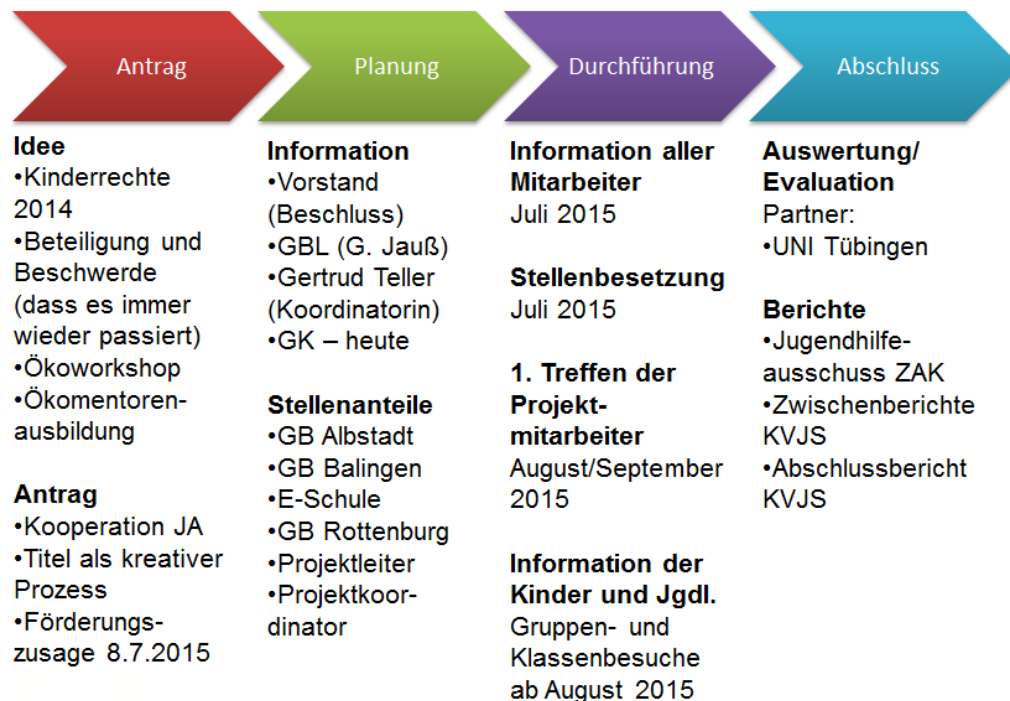 Antrag
Planung
Durchführung
Abschluss
Idee
•Kinderrechte
2014
•Beteiligung und
Beschwerde
(dass es immer
wieder passiert)
•Ökoworkshop
•Ökomentoren-
ausbildung
Antrag
•Kooperation JA
•Titel als kreativer
Prozess
•Förderungs-
zusage 8.7.2015
Information
•Vorstand
(Beschluss)
•GBL (G. Jauß)
•Gertrud Teller
(Koordinatorin)
•GK – heute
Stellenanteile
•GB Albstadt
•GB Balingen
•E-Schule
•GB Rottenburg
•Projektleiter
•Projektkoor-
dinator
Information aller
Mitarbeiter
Juli 2015
Stellenbesetzung
Juli 2015
1. Treffen der
Projekt-
mitarbeiter
August/September
2015
Information der
Kinder und Jgdl.
Gruppen- und
Klassenbesuche
ab August 2015
Auswertung/
Evaluation
Partner:
•UNI Tübingen
Berichte
•Jugendhilfe-
ausschuss ZAK
•Zwischenberichte
KVJS
•Abschlussbericht
KVJS